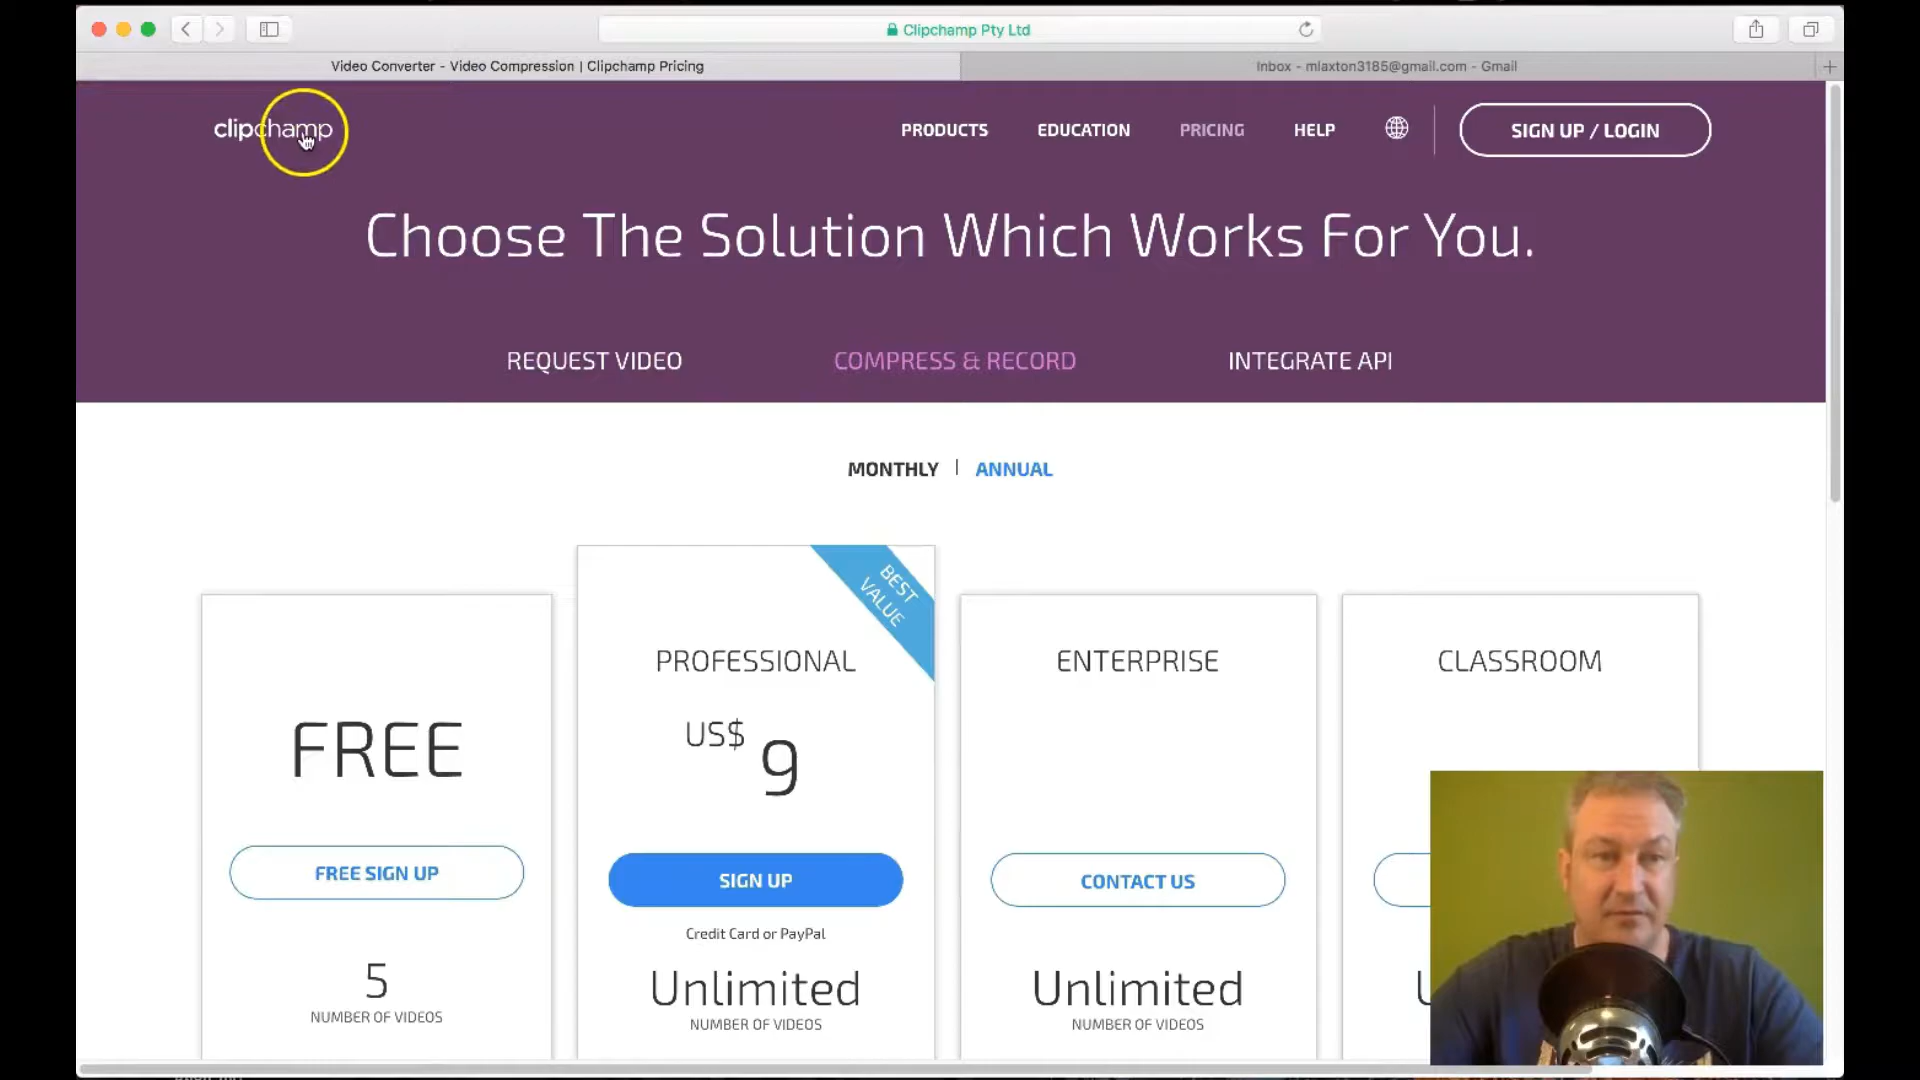 Clipchamp Pty Ltd
Video Converter - Video Compression | Clipchamp Pricing
Inbox - mlaxton3185@gmail.com - Gmail
clipchamp
PRODUCTS
EDUCATION
PRICING
HELP
SIGN UP / LOGIN
Choose The Solution Which Works For You.
REQUEST VIDEO
COMPRESS & RECORD
INTEGRATE API
MONTHLY | ANNUAL
FREE
FREE SIGN UP
5
NUMBER OF VIDEOS
BEST
VALUE
PROFESSIONAL
US$ 9
SIGN UP
Credit Card or PayPal
Unlimited
NUMBER OF VIDEOS
ENTERPRISE
CONTACT US
Unlimited
NUMBER OF VIDEOS
CLASSROOM